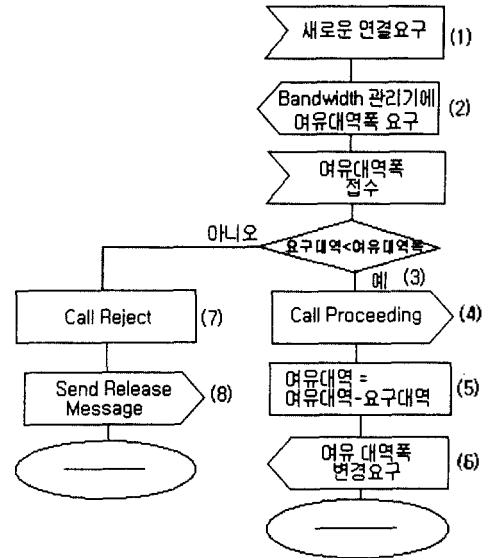 새로운 연결요구
(1)
Bandwidth 관리기에
여유대역폭 요구
(2)
여유대역폭
접수
아니오
요구대역<여유대역폭
예
(3)
Call Reject
(7)
Call Proceeding
(4)
Send Release
Message
(8)
여유대역 =
여유대역-요구대역
(5)
여유 대역폭
변경요구
(6)